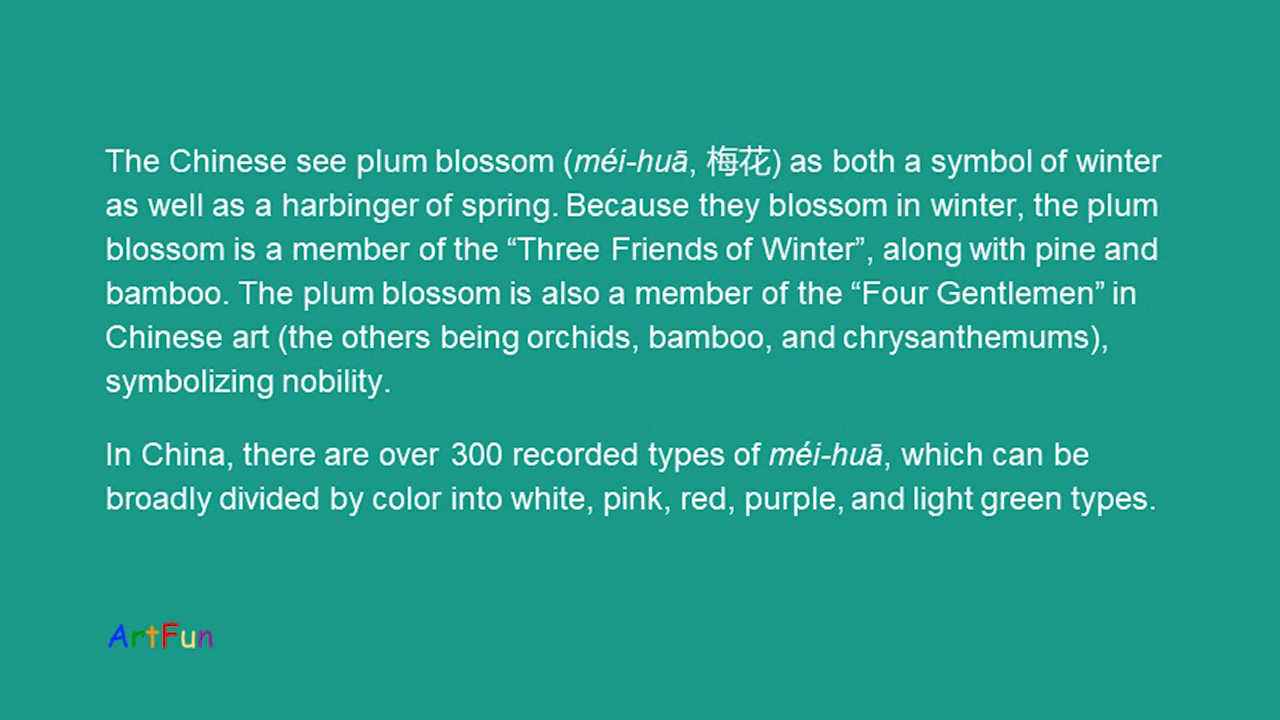 The Chinese see plum blossom (méi-huā, 梅花) as both a symbol of winter
as well as a harbinger of spring. Because they blossom in winter, the plum
blossom is a member of the “Three Friends of Winter”, along with pine and
bamboo. The plum blossom is also a member of the “Four Gentlemen” in
Chinese art (the others being orchids, bamboo, and chrysanthemums),
symbolizing nobility.
In China, there are over 300 recorded types of méi-huā, which can be
broadly divided by color into white, pink, red, purple, and light green types.
ArtFun